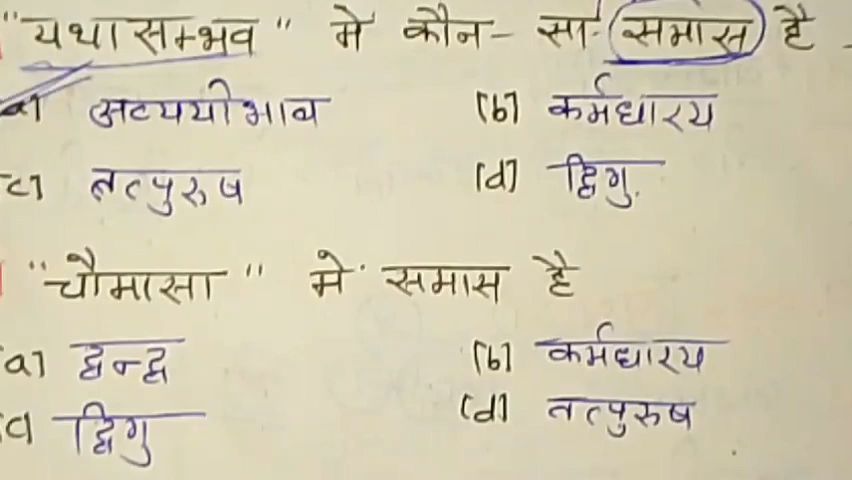 "यथासम्भव" में कौन-सा समास है
(a) अव्ययीभाव (b) कर्मधारय
(c) तत्पुरुष (d) द्विगु
"चौमासा" में समास है
(a) द्वन्द्व (b) कर्मधारय
(c) द्विगु (d) तत्पुरुष